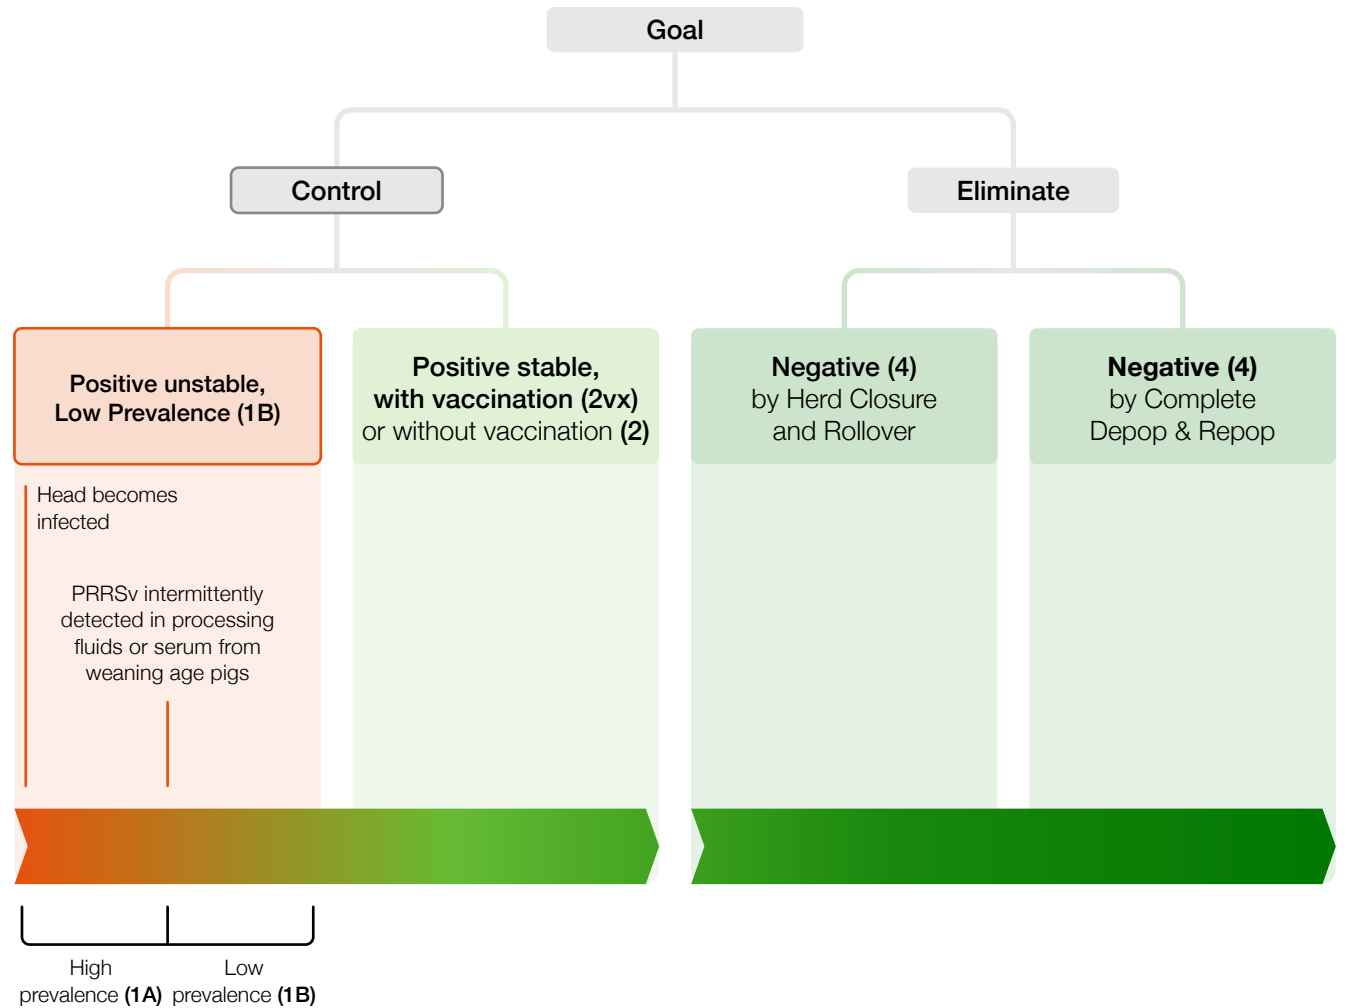 Goal
Control
Eliminate
Positive unstable,
Low Prevalence (1B)
Positive stable,
with vaccination (2vx)
or without vaccination (2)
Negative (4)
by Herd Closure
and Rollover
Negative (4)
by Complete
Depop & Repop
Head becomes
infected
PRRSv intermittently
detected in processing
fluids or serum from
weaning age pigs
High
prevalence (1A)
Low
prevalence (1B)